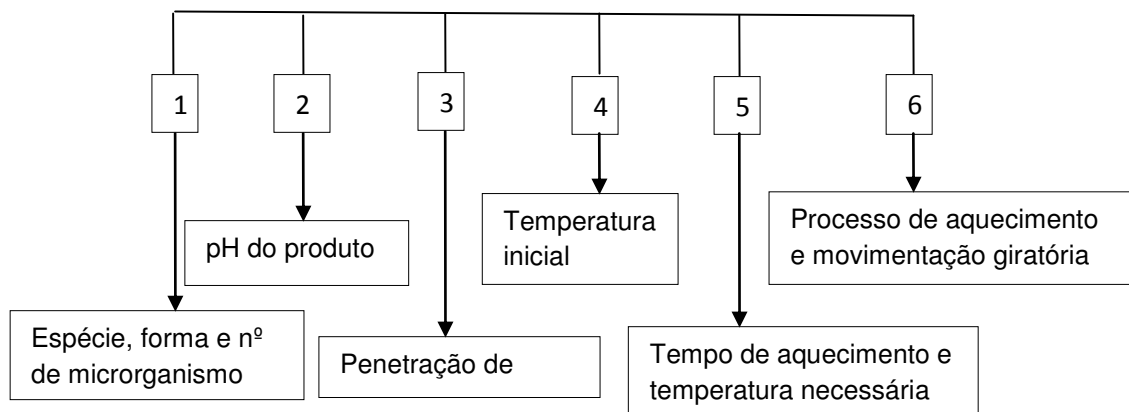 1
2
3
4
5
6
Espécie, forma e nº
de microrganismo
pH do produto
Penetração de
Temperatura
inicial
Tempo de aquecimento e
temperatura necessária
Processo de aquecimento
e movimentação giratória